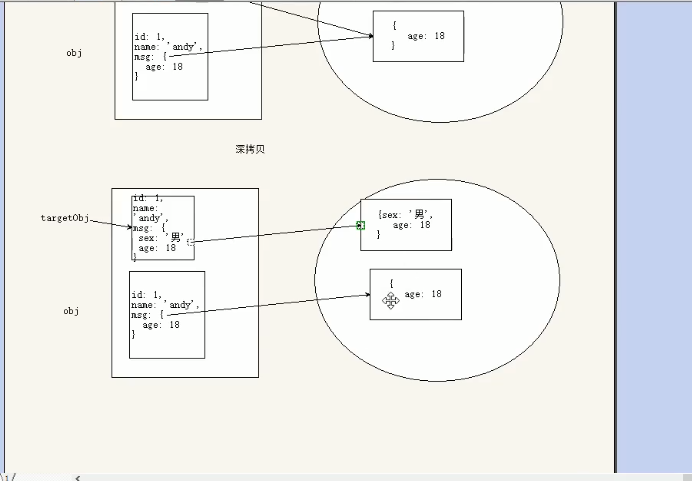 obj
id: 1,
name: 'andy',
msg: {
age: 18
}
{
age: 18
}
深拷贝
targetObj
id: 1,
name:
'andy',
msg: {
sex: '男',
age: 18
}
{sex: '男',
age: 18
}
obj
id: 1,
name: 'andy',
msg: {
age: 18
}
{
age: 18
}